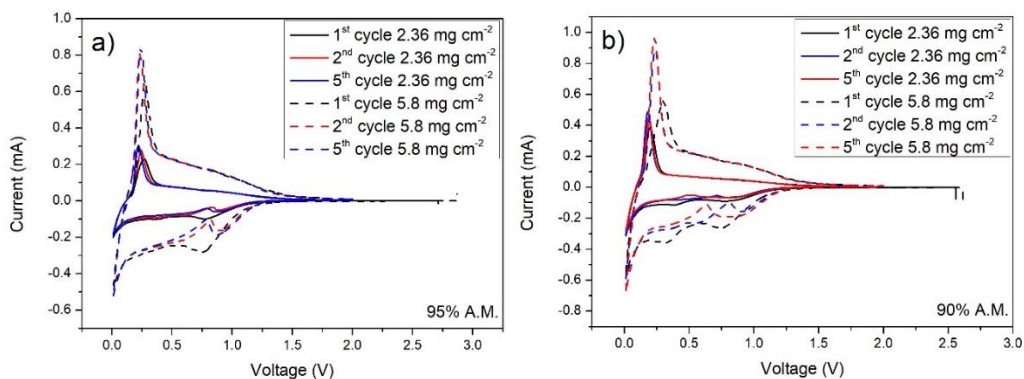 a)
1st cycle 2.36 mg cm-2
2nd cycle 2.36 mg cm-2
5th cycle 2.36 mg cm-2
1st cycle 5.8 mg cm-2
2nd cycle 5.8 mg cm-2
5th cycle 5.8 mg cm-2
1.0
0.8
0.6
0.4
0.2
0.0
-0.2
-0.4
-0.6
Current (mA)
95% A.M.
0.0 0.5 1.0 1.5 2.0 2.5 3.0
Voltage (V)
b)
1st cycle 2.36 mg cm-2
2nd cycle 2.36 mg cm-2
5th cycle 2.36 mg cm-2
1st cycle 5.8 mg cm-2
2nd cycle 5.8 mg cm-2
5th cycle 5.8 mg cm-2
1.0
0.8
0.6
0.4
0.2
0.0
-0.2
-0.4
-0.6
-0.8
Current (mA)
90% A.M.
0.0 0.5 1.0 1.5 2.0 2.5 3.0
Voltage (V)